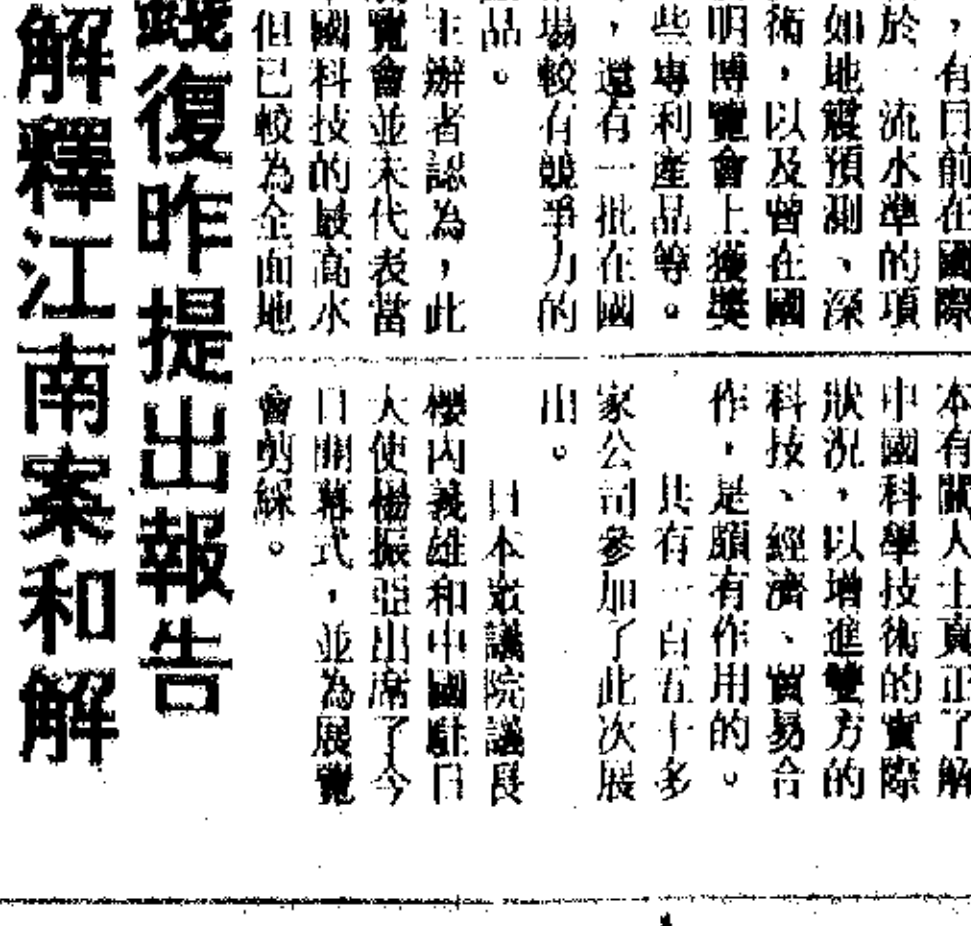 ，有目前在國際
於一流水準的項
如地震預測、深
術，以及曾在國
明博覽會上獲獎
些專利產品等。
，還有一批在國
場較有競爭力的
品。
主辦者認為，此
覽會並未代表當
國科技的最高水
但已較為全面地
本有關人士真正了解
中國科學技術的實際
狀況，以增進雙方的
科技、經濟、貿易合
作，是頗有作用的。
共有一百五十多
家公司參加了此次展
出。
日本眾議院議長
櫻內義雄和中國駐日
大使楊振亞出席了今
日開幕式，並為展覽
會剪綵。
錢復昨提出報告
解釋江南案和解